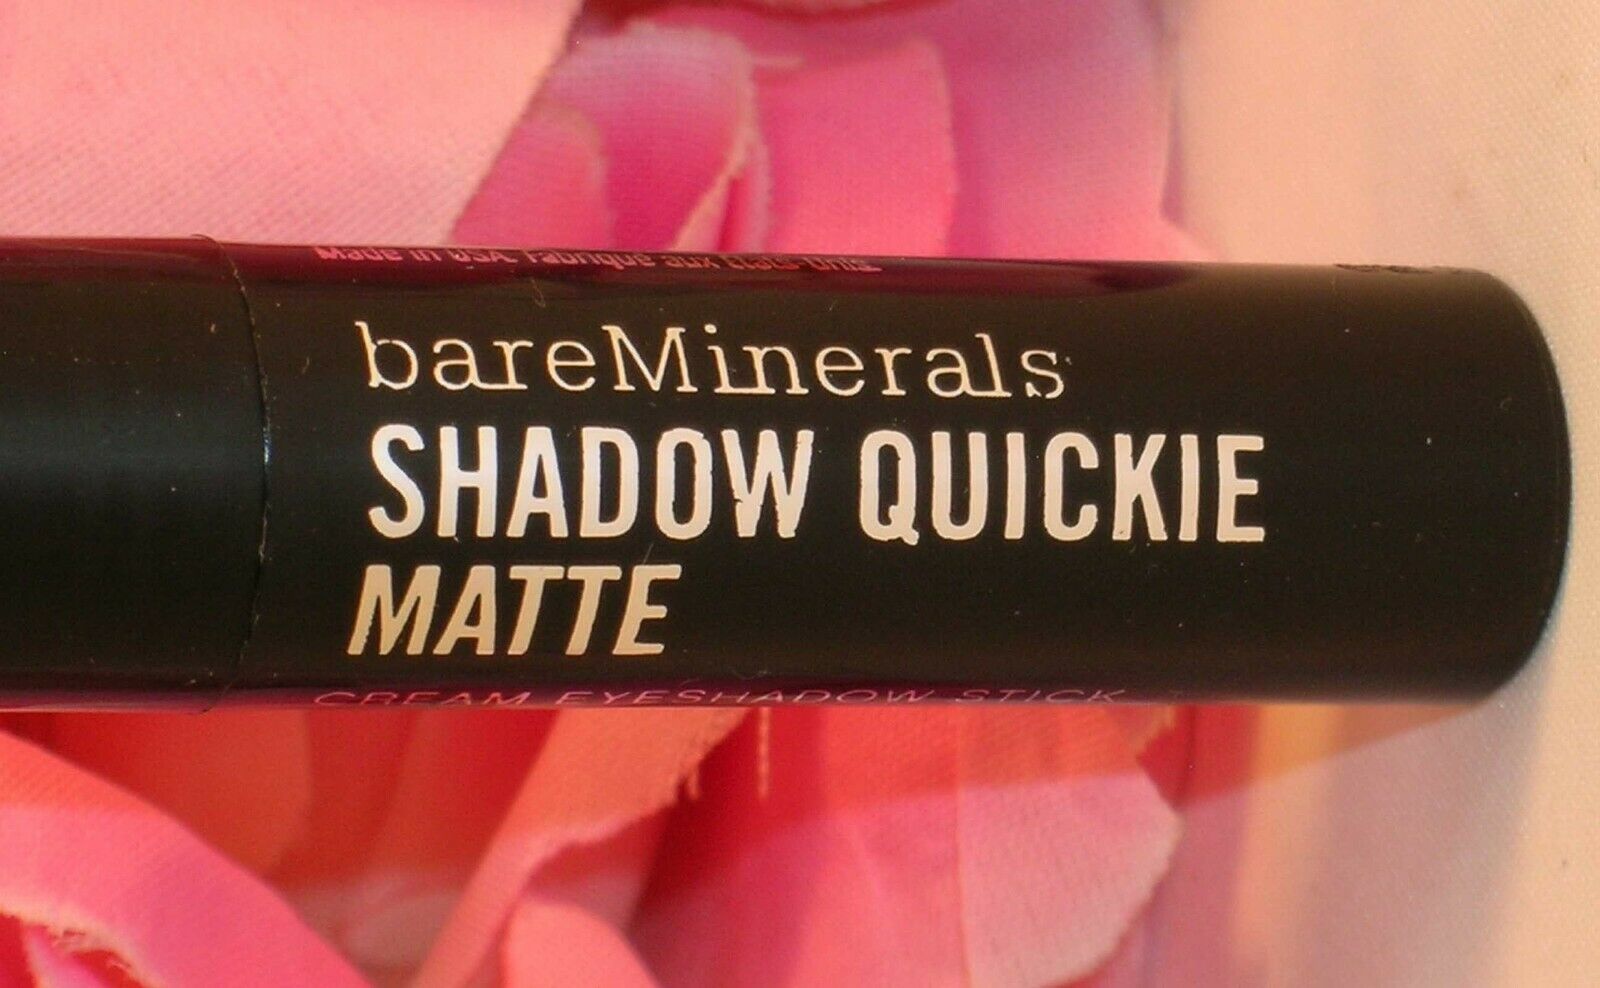 Made in USA Fabriqué aux États-Unis
bareMinerals
SHADOW QUICKIE
MATTE
CREAM EYESHADOW STICK